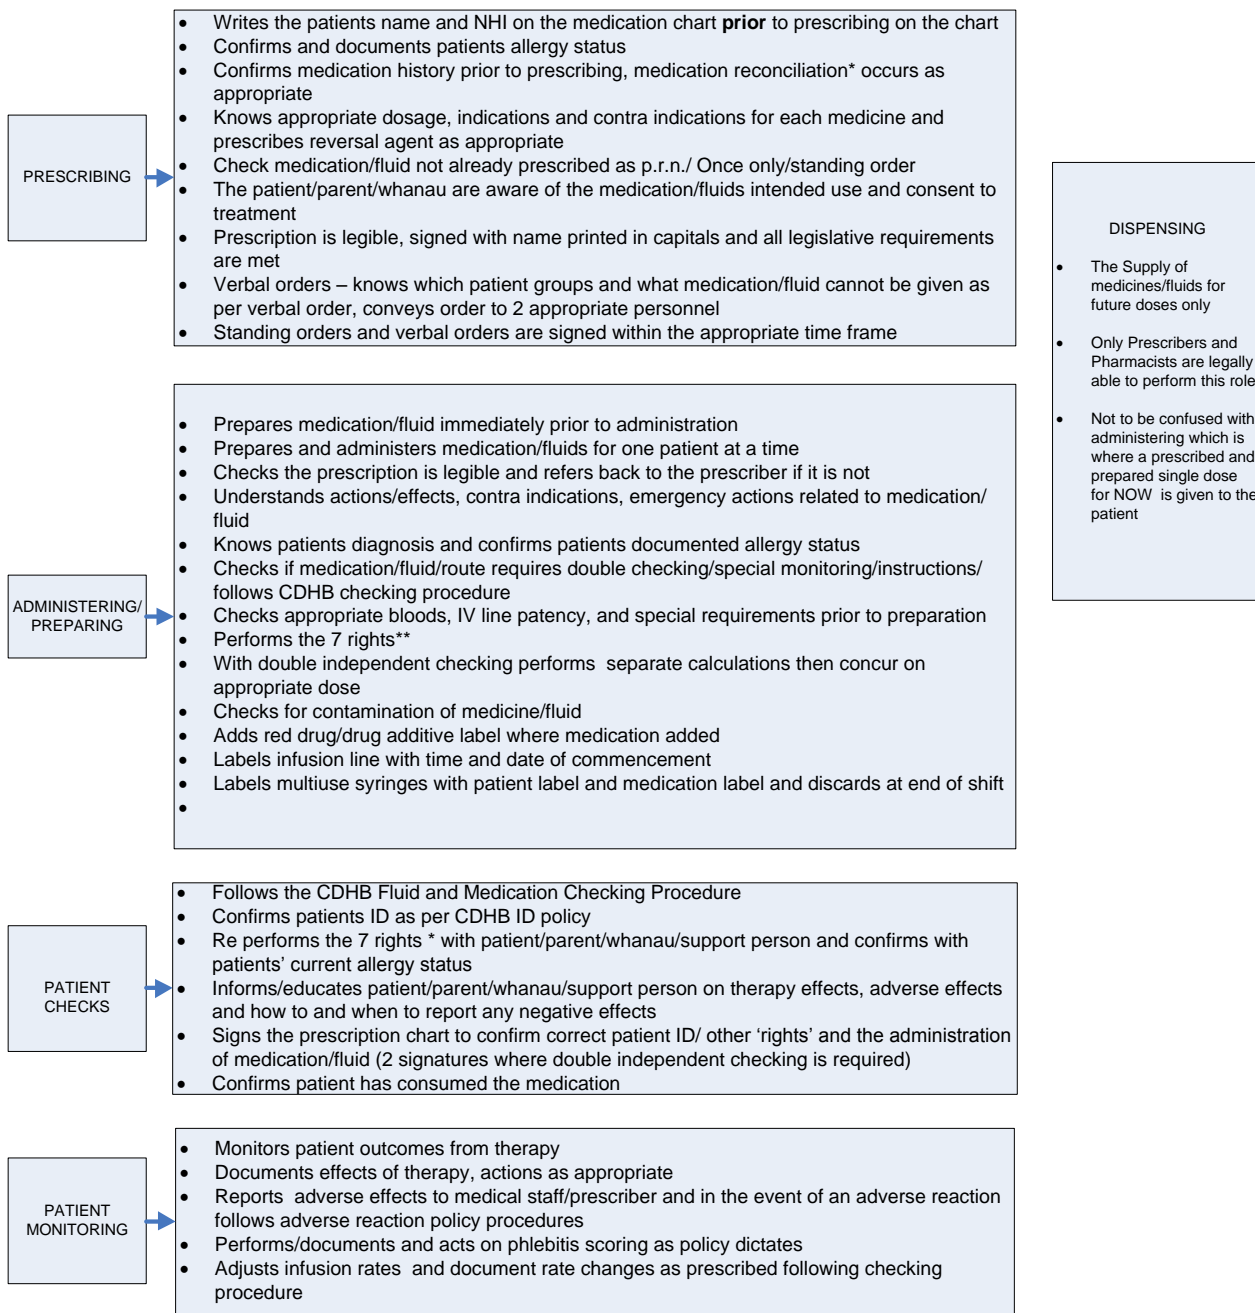 PRESCRIBING
• Writes the patients name and NHI on the medication chart prior to prescribing on the chart
• Confirms and documents patients allergy status
• Confirms medication history prior to prescribing, medication reconciliation* occurs as
appropriate
• Knows appropriate dosage, indications and contra indications for each medicine and
prescribes reversal agent as appropriate
• Check medication/fluid not already prescribed as p.r.n./ Once only/standing order
• The patient/parent/whanau are aware of the medication/fluids intended use and consent to
treatment
• Prescription is legible, signed with name printed in capitals and all legislative requirements
are met
• Verbal orders – knows which patient groups and what medication/fluid cannot be given as
per verbal order, conveys order to 2 appropriate personnel
• Standing orders and verbal orders are signed within the appropriate time frame
DISPENSING
• The Supply of
medicines/fluids for
future doses only
• Only Prescribers and
Pharmacists are legally
able to perform this role
• Not to be confused with
administering which is
where a prescribed and
prepared single dose
for NOW is given to the
patient
ADMINISTERING/
PREPARING
• Prepares medication/fluid immediately prior to administration
• Prepares and administers medication/fluids for one patient at a time
• Checks the prescription is legible and refers back to the prescriber if it is not
• Understands actions/effects, contra indications, emergency actions related to medication/
fluid
• Knows patients diagnosis and confirms patients documented allergy status
• Checks if medication/fluid/route requires double checking/special monitoring/instructions/
follows CDHB checking procedure
• Checks appropriate bloods, IV line patency, and special requirements prior to preparation
• Performs the 7 rights**
• With double independent checking performs separate calculations then concur on
appropriate dose
• Checks for contamination of medicine/fluid
• Adds red drug/drug additive label where medication added
• Labels infusion line with time and date of commencement
• Labels multiuse syringes with patient label and medication label and discards at end of shift
•
PATIENT
CHECKS
• Follows the CDHB Fluid and Medication Checking Procedure
• Confirms patients ID as per CDHB ID policy
• Re performs the 7 rights * with patient/parent/whanau/support person and confirms with
patients’ current allergy status
• Informs/educates patient/parent/whanau/support person on therapy effects, adverse effects
and how to and when to report any negative effects
• Signs the prescription chart to confirm correct patient ID/ other ‘rights’ and the administration
of medication/fluid (2 signatures where double independent checking is required)
• Confirms patient has consumed the medication
PATIENT
MONITORING
• Monitors patient outcomes from therapy
• Documents effects of therapy, actions as appropriate
• Reports adverse effects to medical staff/prescriber and in the event of an adverse reaction
follows adverse reaction policy procedures
• Performs/documents and acts on phlebitis scoring as policy dictates
• Adjusts infusion rates and document rate changes as prescribed following checking
procedure